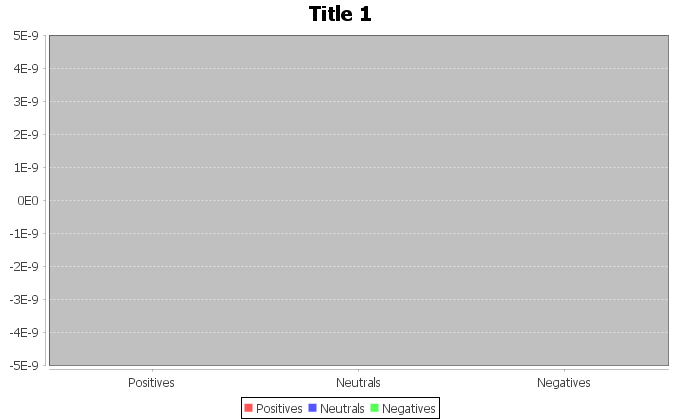 Title 1
5E-9
4E-9
3E-9
2E-9
1E-9
0E0
-1E-9
-2E-9
-3E-9
-4E-9
-5E-9
Positives Neutrals Negatives
Positives Neutrals Negatives